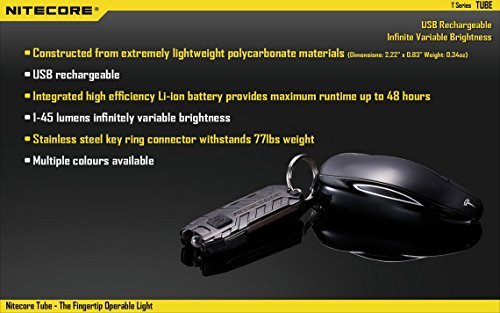 NITECORE®
T Series TUBE
USB Rechargeable
Infinite Variable Brightness
Constructed from extremely lightweight polycarbonate materials (Dimensions: 2.22" x 0.83" Weight: 0.34oz)
USB rechargeable
Integrated high efficiency Li-ion battery provides maximum runtime up to 48 hours
1-45 lumens infinitely variable brightness
Stainless steel key ring connector withstands 77lbs weight
Multiple colours available
Nitecore Tube - The Fingertip Operable Light